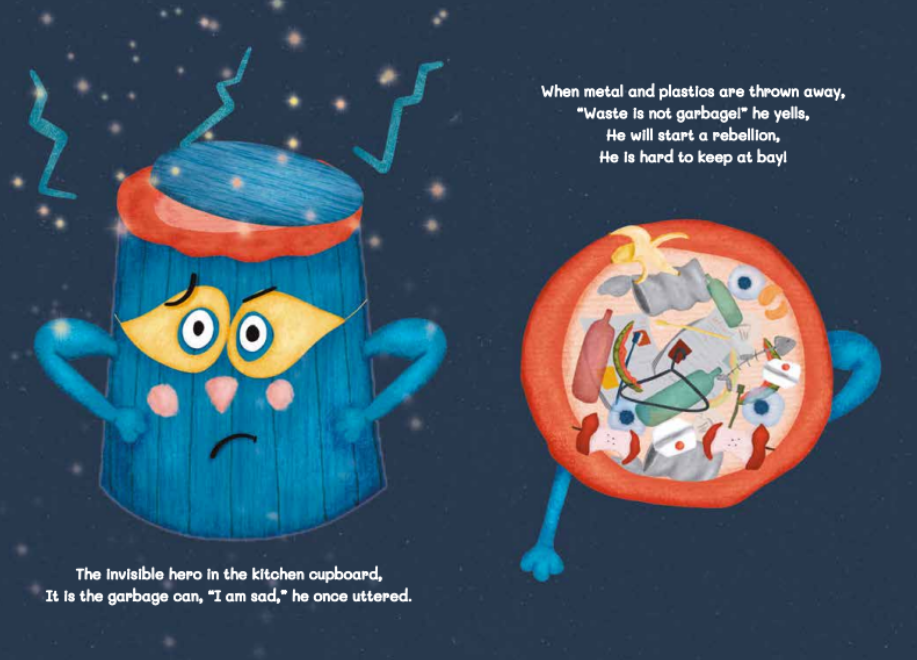 The invisible hero in the kitchen cupboard,
It is the garbage can, “I am sad,” he once uttered.
When metal and plastics are thrown away,
“Waste is not garbage!” he yells,
He will start a rebellion,
He is hard to keep at bay!